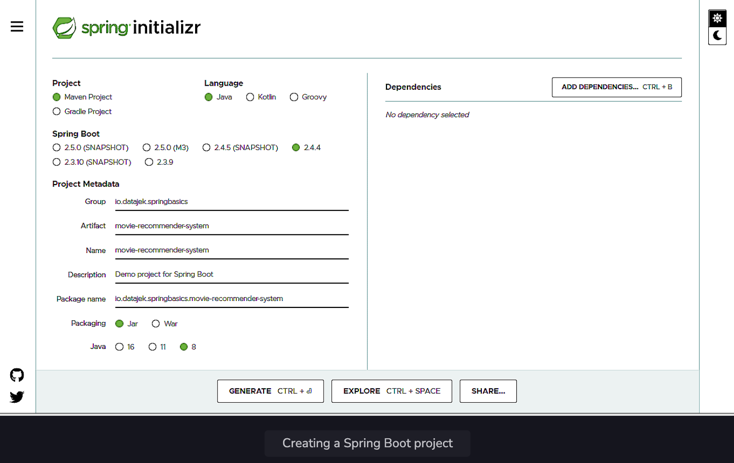 spring initializr
Project
Maven Project
Gradle Project
Language
Java Kotlin Groovy
Spring Boot
2.5.0 (SNAPSHOT) 2.5.0 (M3) 2.4.5 (SNAPSHOT) 2.4.4
2.3.10 (SNAPSHOT) 2.3.9
Project Metadata
Group io.datajek.springbasics
Artifact movie-recommender-system
Name movie-recommender-system
Description Demo project for Spring Boot
Package name io.datajek.springbasics.movie-recommender-system
Packaging Jar War
Java 16 11 8
Dependencies ADD DEPENDENCIES... CTRL + B
No dependency selected
GENERATE CTRL + ⏎ EXPLORE CTRL + SPACE SHARE...
Creating a Spring Boot project